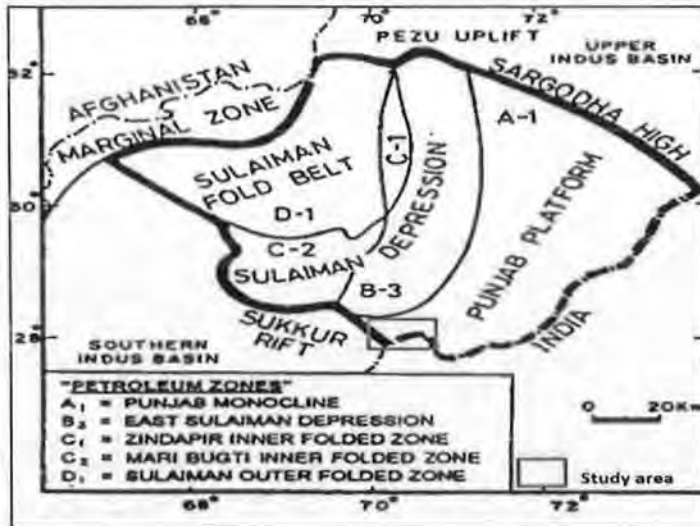 68° 70 72°
PEZU UPLIFT
UPPER
INDUS BASIN
32
AFGHANISTAN
MARGINAL ZONE
SARGODHA HIGH
A-1
C-1
SULAIMAN
FOLD BELT
DEPRESSION
30
D-1
C-2
PUNJAB PLATFORM
SULAIMAN
B-3
SUKKUR
RIFT
INDIA
28°
SOUTHERN
INDUS BASIN
"PETROLEUM ZONES"
A₁ = PUNJAB MONOCLINE
B₃ = EAST SULAIMAN DEPRESSION
C₁ = ZINDAPIR INNER FOLDED ZONE
C₂ = MARI BUGTI INNER FOLDED ZONE
D₁ = SULAIMAN OUTER FOLDED ZONE
0 20Km
Study area
68° 70° 72°